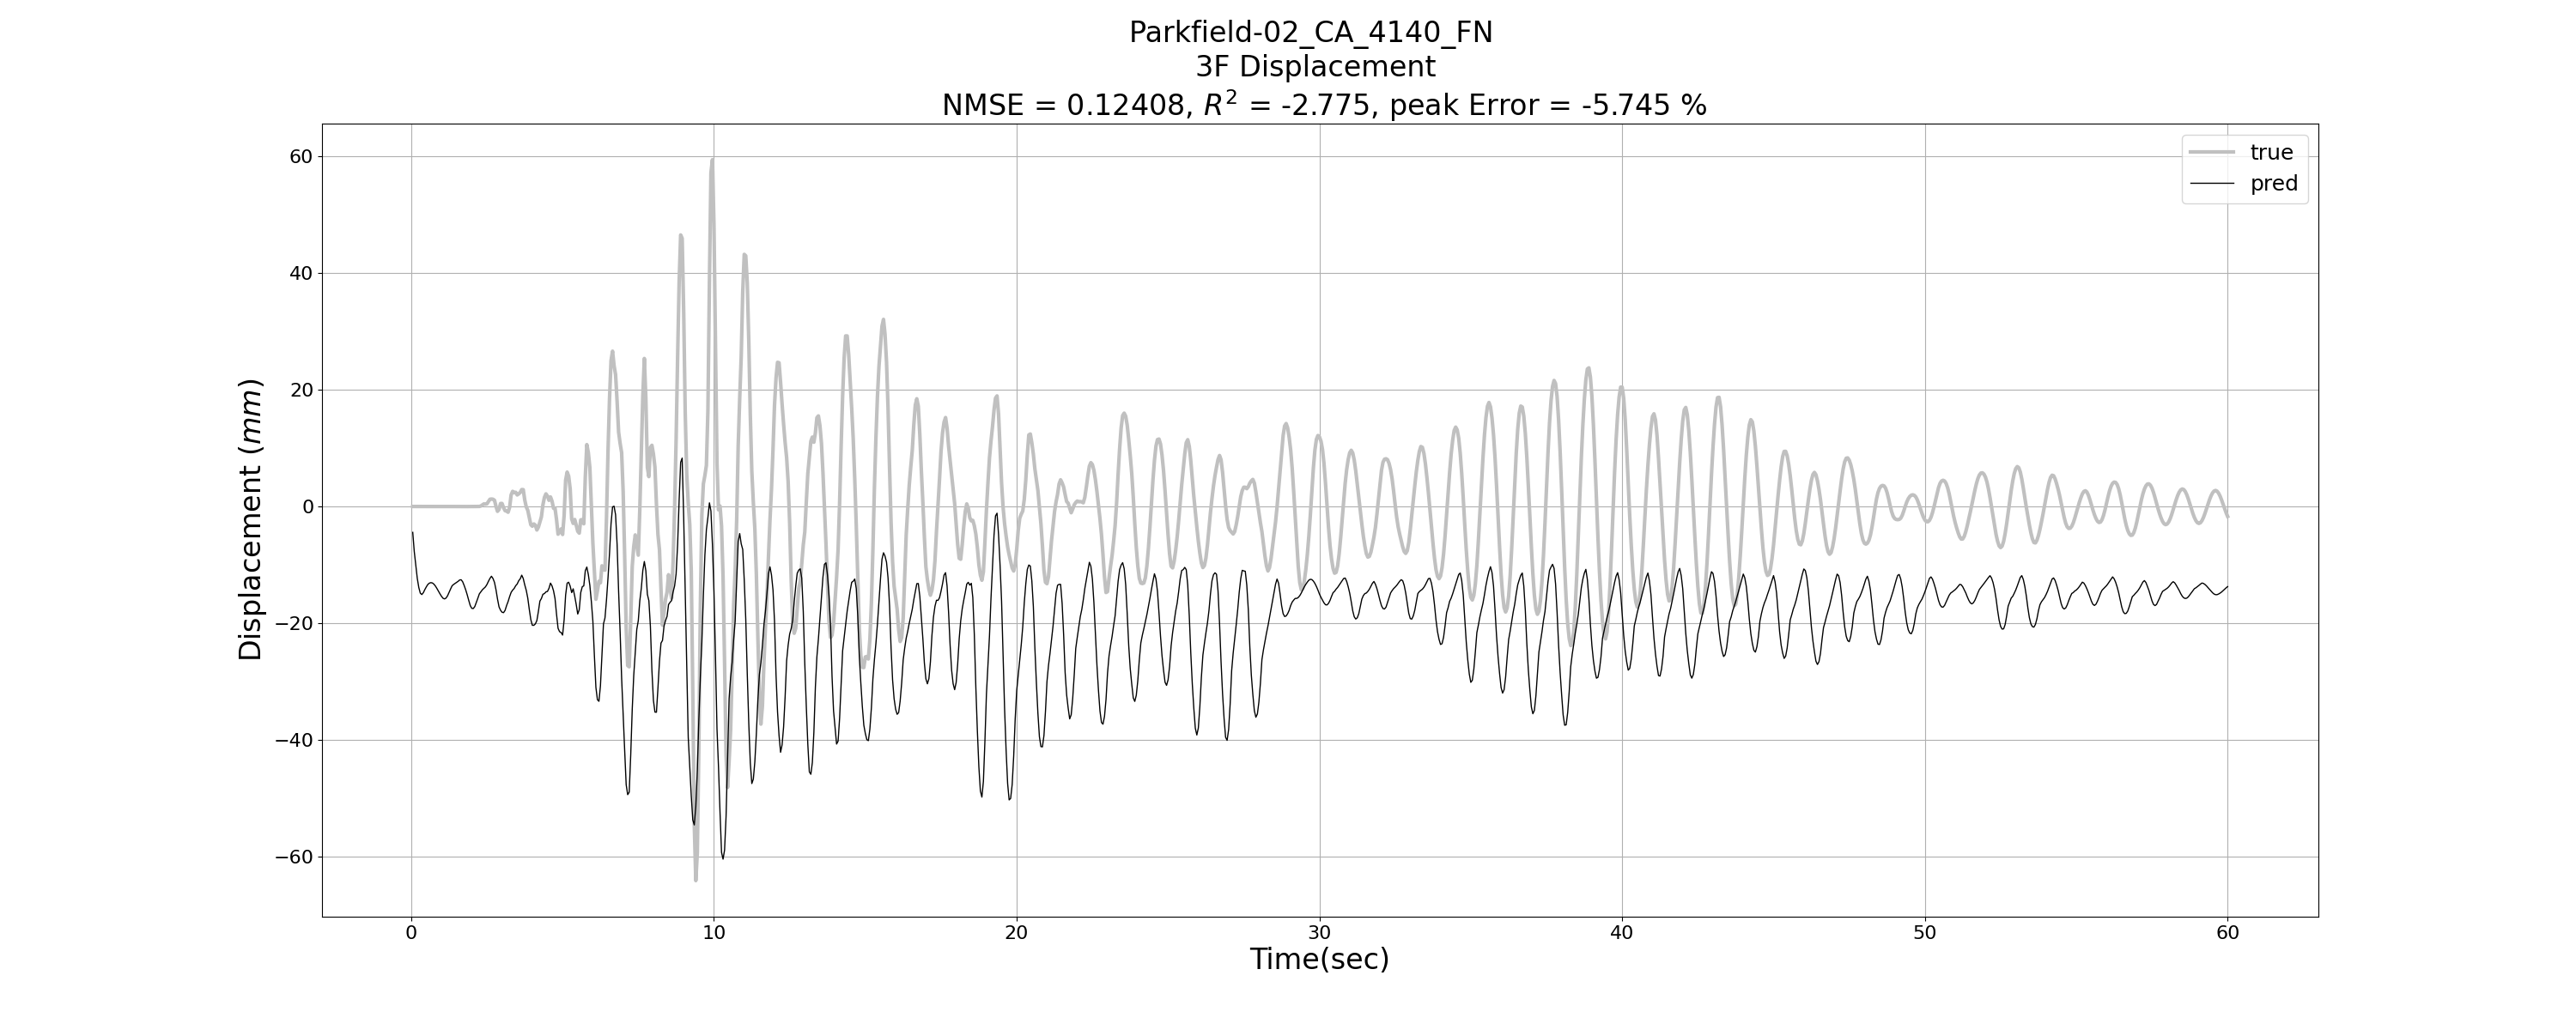 Parkfield-02_CA_4140_FN
3F Displacement
NMSE = 0.12408, R² = -2.775, peak Error = -5.745 %
true
pred
Displacement (mm)
60
40
20
0
−20
−40
−60
0 10 20 30 40 50 60
Time(sec)